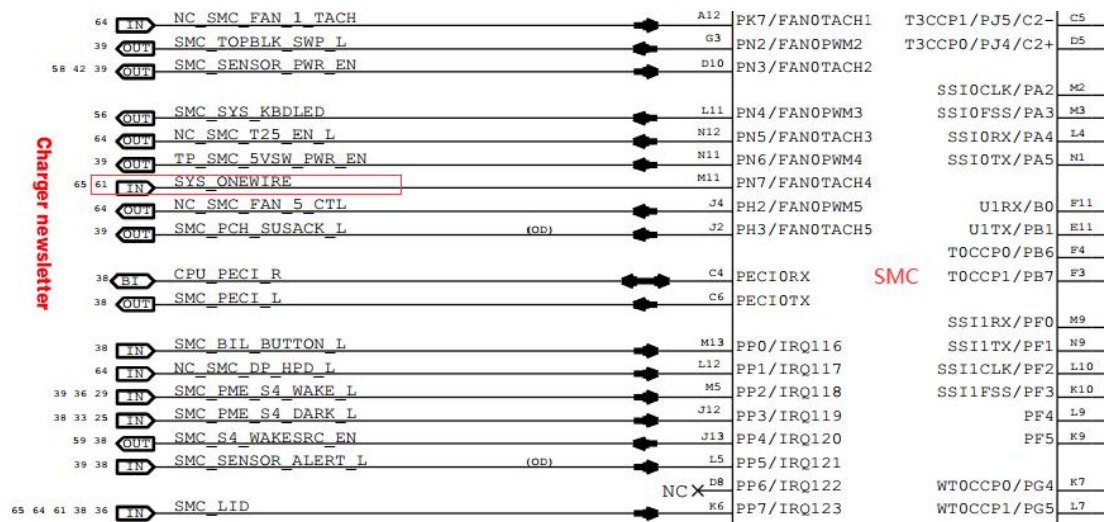 64 IN NC_SMC_FAN_1_TACH A12 PK7/FAN0TACH1 T3CCP1/PJ5/C2- C5
39 OUT SMC_TOPBLK_SWP_L G3 PN2/FAN0PWM2 T3CCP0/PJ4/C2+ D5
58 42 39 OUT SMC_SENSOR_PWR_EN D10 PN3/FAN0TACH2
SSI0CLK/PA2 M2
56 OUT SMC_SYS_KBDLED L11 PN4/FAN0PWM3 SSI0FSS/PA3 M3
64 OUT NC_SMC_T25_EN_L N12 PN5/FAN0TACH3 SSI0RX/PA4 L4
39 OUT TP_SMC_5VSW_PWR_EN N11 PN6/FAN0PWM4 SSI0TX/PA5 N1
65 61 IN SYS_ONEWIRE M11 PN7/FAN0TACH4
64 OUT NC_SMC_FAN_5_CTL J4 PH2/FAN0PWM5 U1RX/B0 F11
39 OUT SMC_PCH_SUSACK_L (OD) J2 PH3/FAN0TACH5 U1TX/PB1 E11
T0CCP0/PB6 F4
38 BI CPU_PECI_R C4 PECI0RX SMC T0CCP1/PB7 F3
38 OUT SMC_PECI_L C6 PECI0TX
SSI1RX/PF0 M9
38 IN SMC_BIL_BUTTON_L M13 PP0/IRQ116 SSI1TX/PF1 N9
64 IN NC_SMC_DP_HPD_L L12 PP1/IRQ117 SSI1CLK/PF2 L10
39 36 29 IN SMC_PME_S4_WAKE_L M5 PP2/IRQ118 SSI1FSS/PF3 K10
38 33 25 IN SMC_PME_S4_DARK_L J12 PP3/IRQ119 PF4 L9
59 38 OUT SMC_S4_WAKESRC_EN J13 PP4/IRQ120 PF5 K9
39 38 IN SMC_SENSOR_ALERT_L (OD) L5 PP5/IRQ121
NC D8 PP6/IRQ122 WT0CCP0/PG4 K7
65 64 61 38 36 IN SMC_LID K6 PP7/IRQ123 WT0CCP1/PG5 L7
Charger newsletter